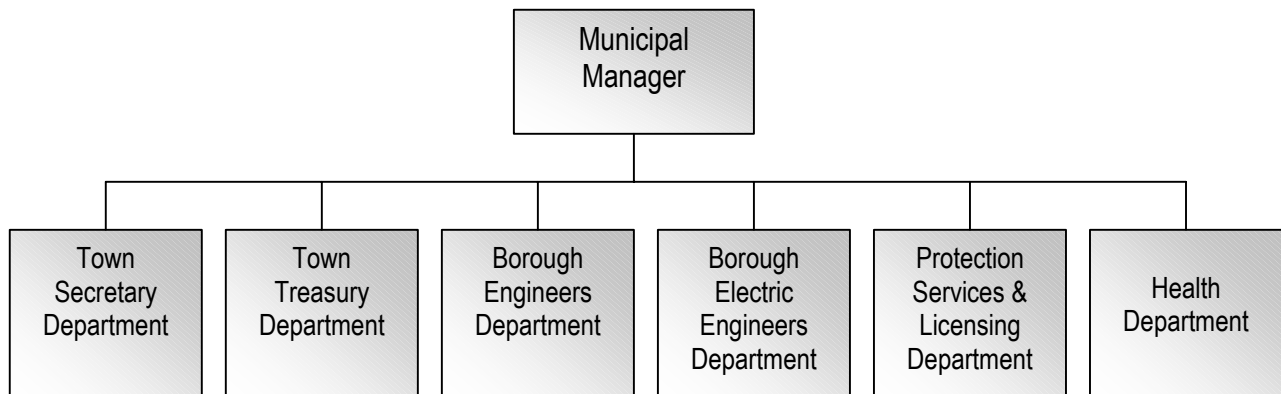 Municipal
Manager
Town
Secretary
Department
Town
Treasury
Department
Borough
Engineers
Department
Borough
Electric
Engineers
Department
Protection
Services &
Licensing
Department
Health
Department